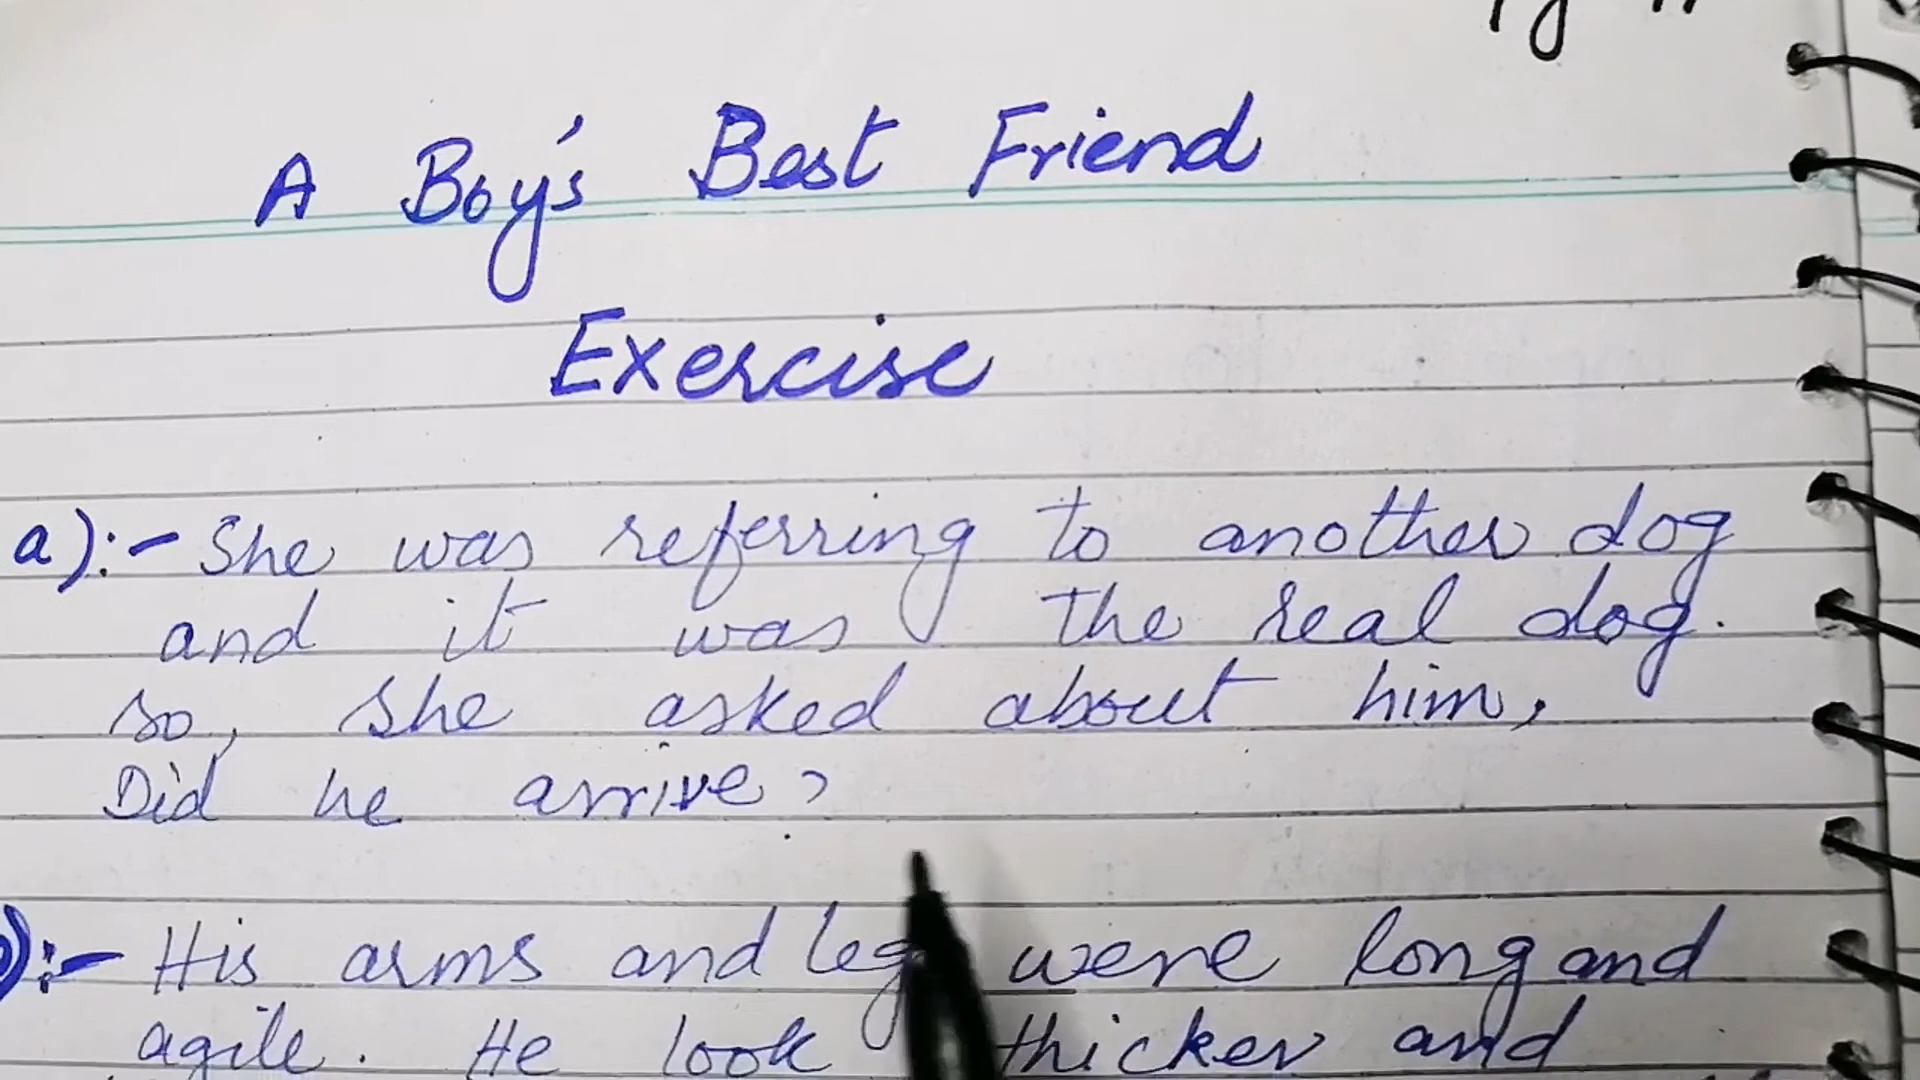 A Boy's Best Friend
Exercise
a):- She was referring to another dog
and it was the real dog.
so, she asked about him,
Did he arrive?
):- His arms and leg were long and
agile. He look thicker and